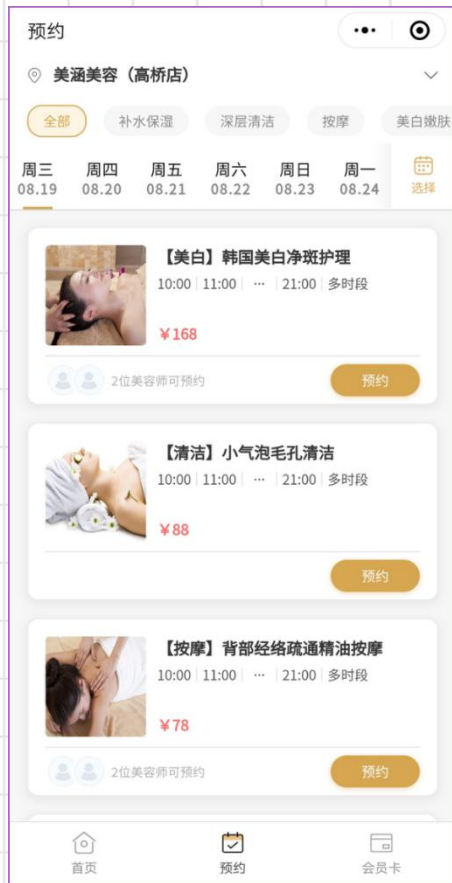 预约
美涵美容（高桥店）
全部 补水保湿 深层清洁 按摩 美白嫩肤
周三 周四 周五 周六 周日 周一
08.19 08.20 08.21 08.22 08.23 08.24 选择
【美白】韩国美白净斑护理
10:00 11:00 ··· 21:00 多时段
￥168
2位美容师可预约 预约
【清洁】小气泡毛孔清洁
10:00 11:00 ··· 21:00 多时段
￥88
预约
【按摩】背部经络疏通精油按摩
10:00 11:00 ··· 21:00 多时段
￥78
2位美容师可预约 预约
首页 预约 会员卡